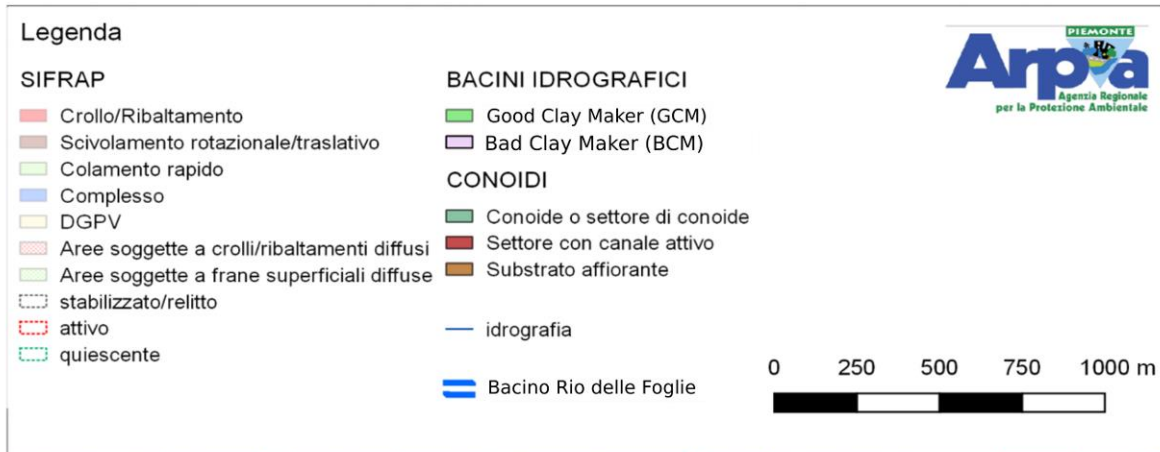 Legenda
SIFRAP
Crollo/Ribaltamento
Scivolamento rotazionale/traslativo
Colamento rapido
Complesso
DGPV
Aree soggette a crolli/ribaltamenti diffusi
Aree soggette a frane superficiali diffuse
stabilizzato/relitto
attivo
quiescente
BACINI IDROGRAFICI
Good Clay Maker (GCM)
Bad Clay Maker (BCM)
CONOIDI
Conoide o settore di conoide
Settore con canale attivo
Substrato affiorante
idrografia
Bacino Rio delle Foglie
PIEMONTE
Arpa
Agenzia Regionale
per la Protezione Ambientale
0 250 500 750 1000 m